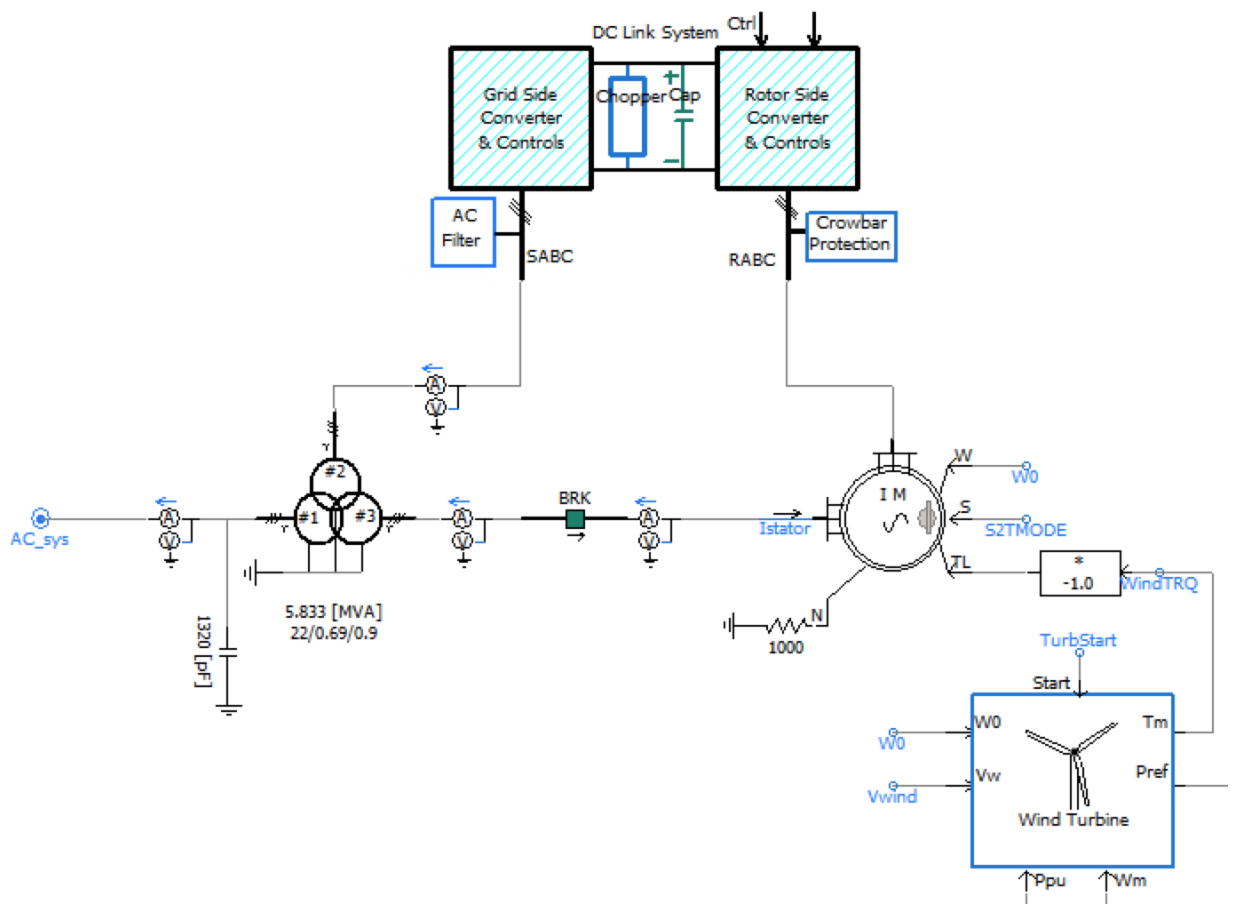 Ctrl
DC Link System
Grid Side
Converter
& Controls
Chopper
+
Cap
−
Rotor Side
Converter
& Controls
AC
Filter
SABC
RABC
Crowbar
Protection
A
V
#2
#1
#3
AC_sys
A
V
A
V
BRK
A
V
Istator
I M
W
W0
S
S2TMODE
TL
*
-1.0
WindTRQ
N
1000
1320 [pF]
5.833 [MVA]
22/0.69/0.9
TurbStart
Start
W0
W0
Tm
Vwind
Vw
Pref
Wind Turbine
Ppu
Wm